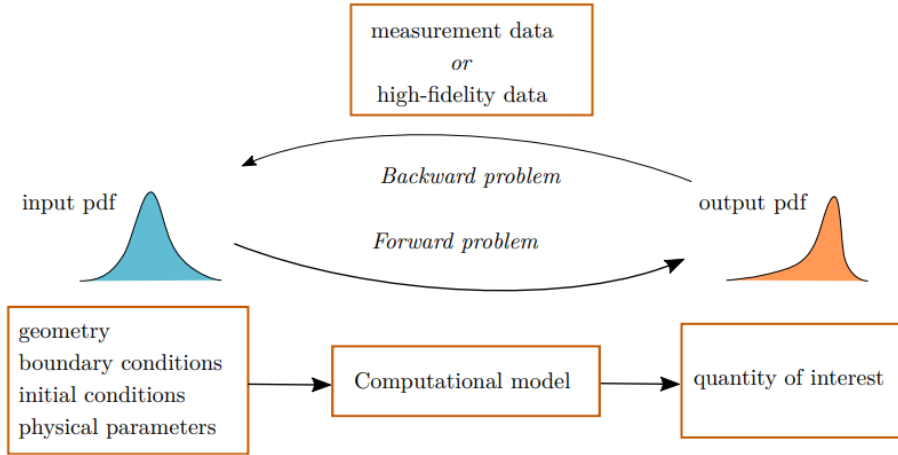 measurement data
or
high-fidelity data
Backward problem
input pdf
output pdf
Forward problem
geometry
boundary conditions
initial conditions
physical parameters
Computational model
quantity of interest